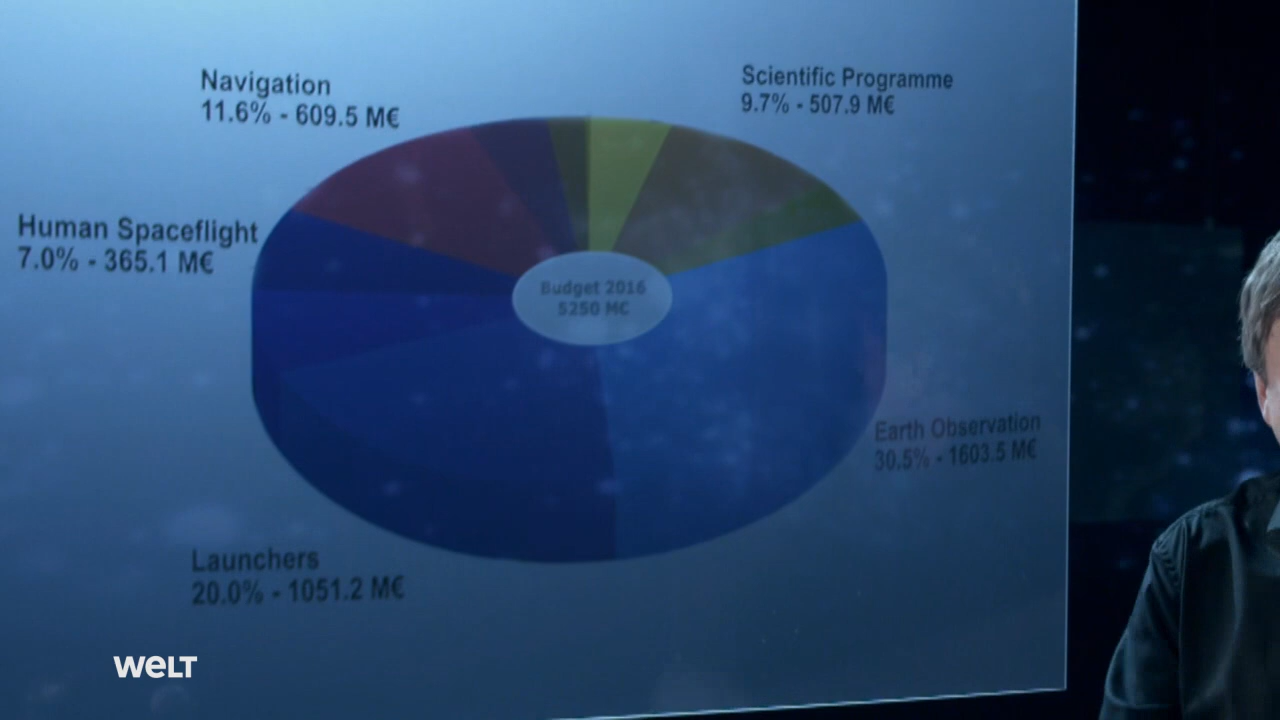 Navigation
11.6% - 609.5 M€
Scientific Programme
9.7% - 507.9 M€
Human Spaceflight
7.0% - 365.1 M€
Budget 2016
5250 M€
Earth Observation
30.5% - 1603.5 M€
Launchers
20.0% - 1051.2 M€
WELT